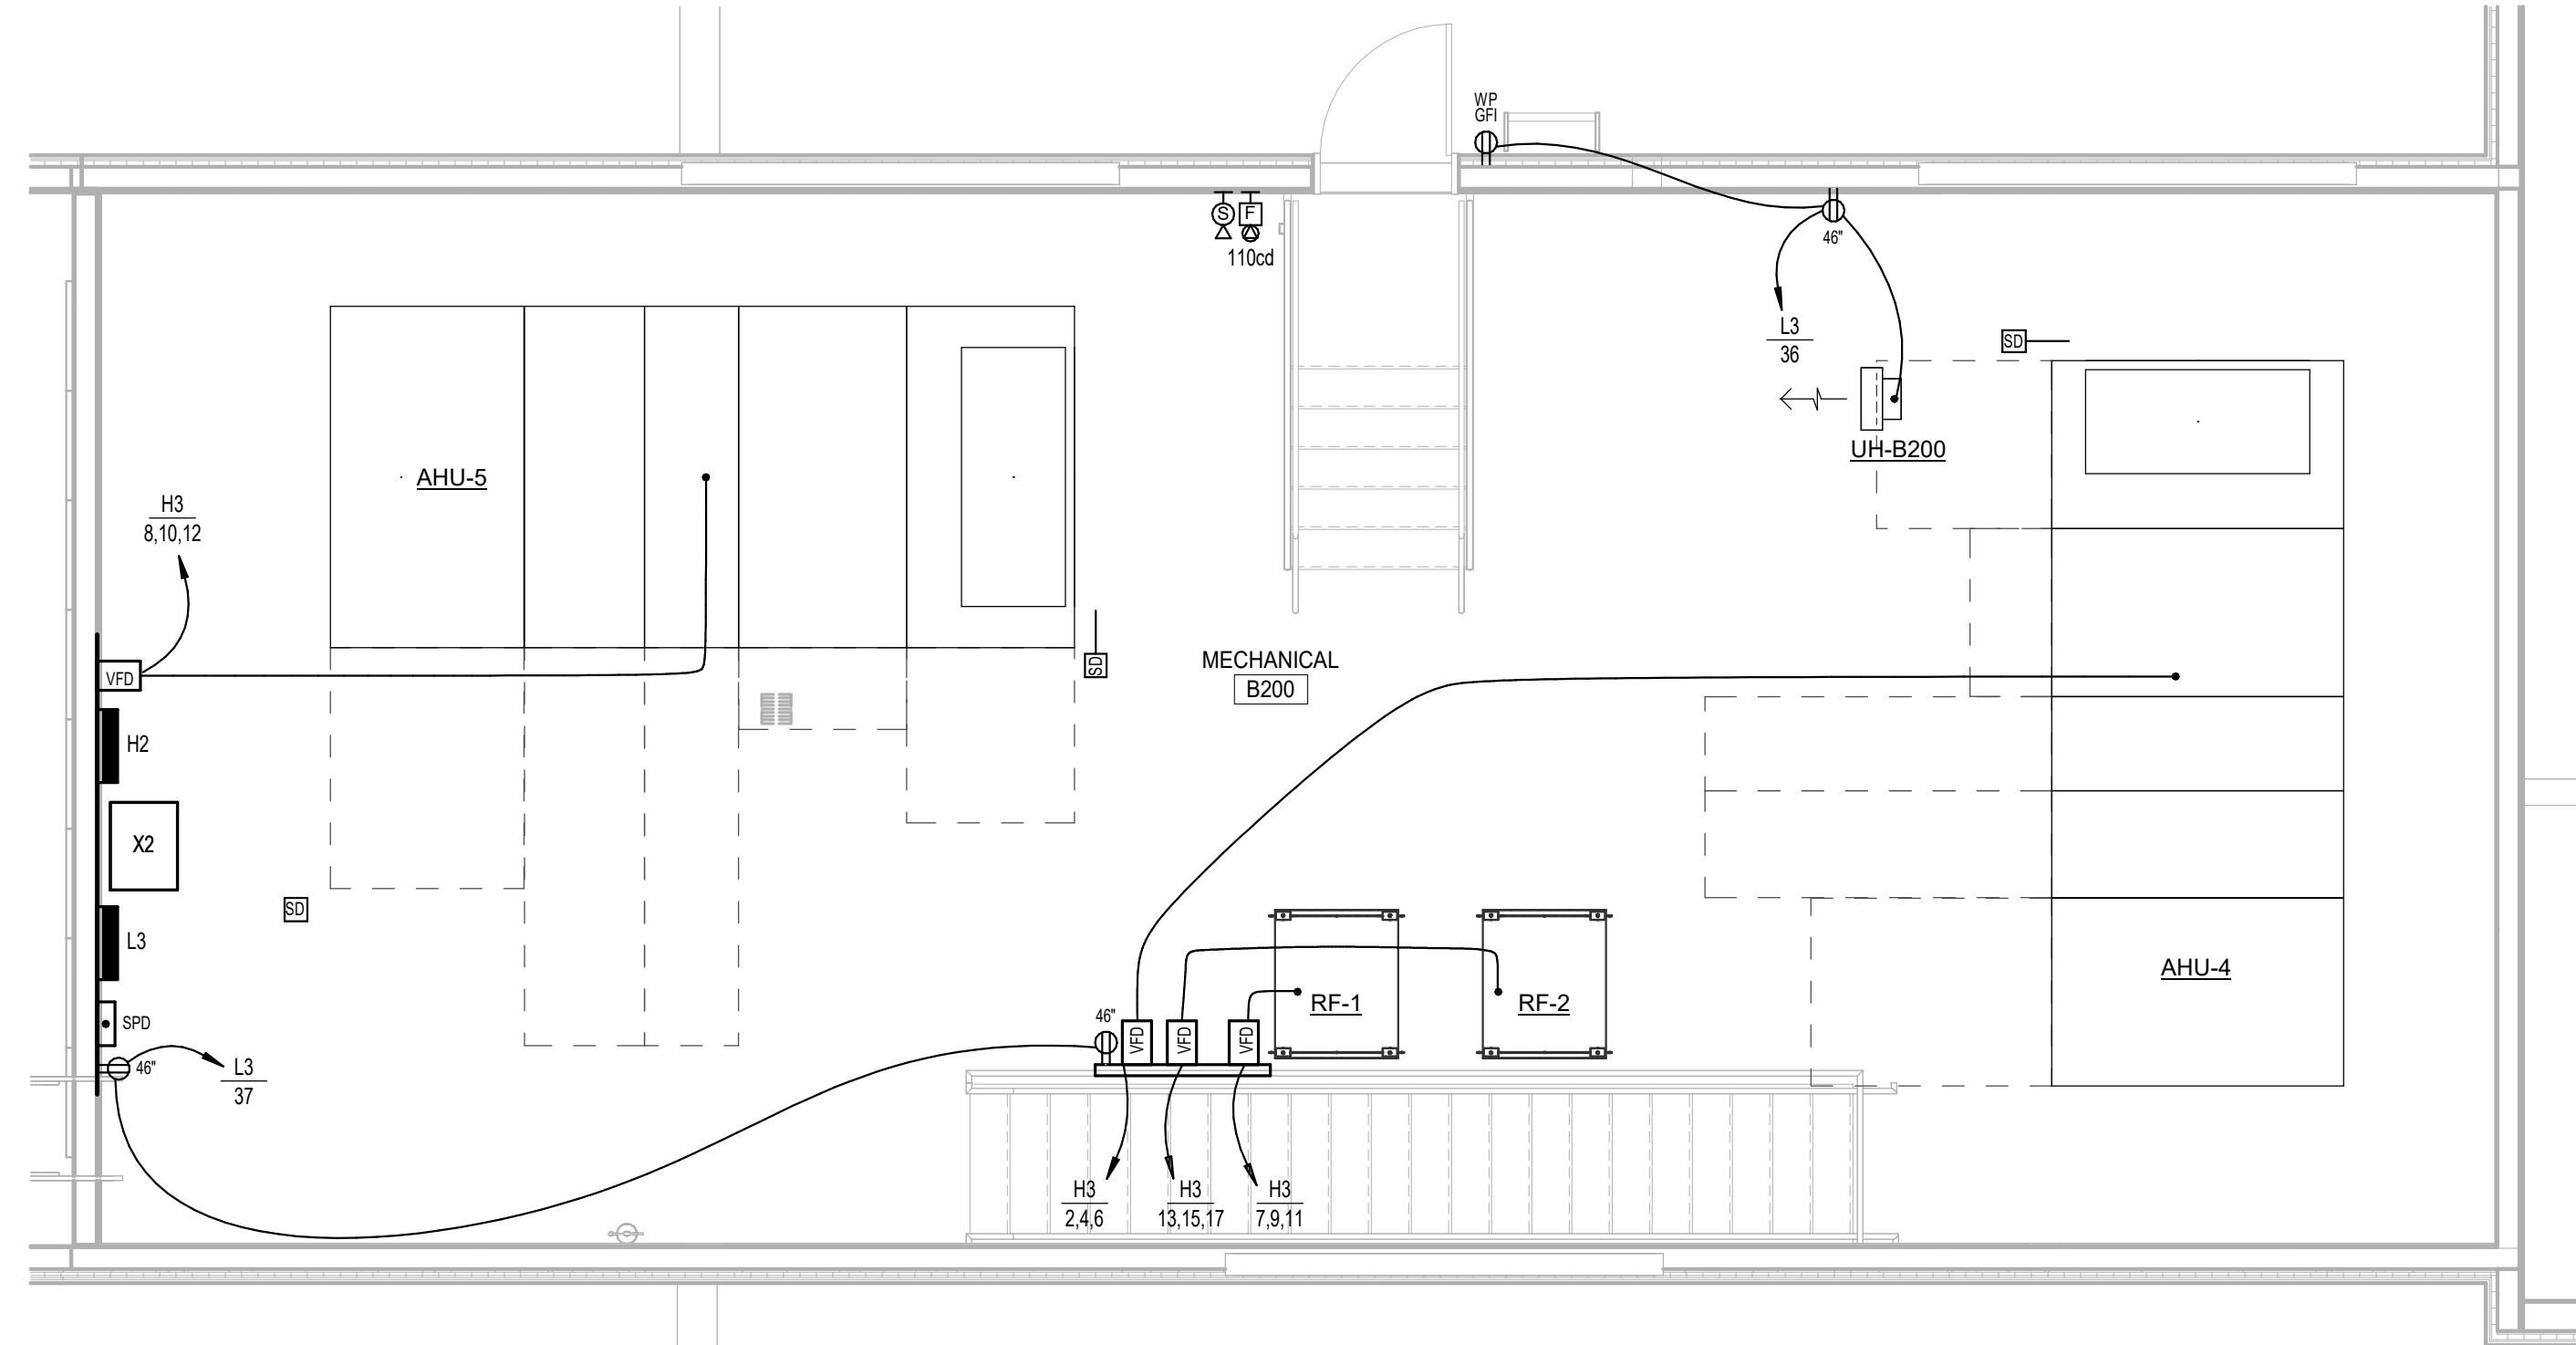 WP
GFI
S F
110cd
46"
L3
36
SD
UH-B200
AHU-5
H3
8,10,12
VFD
SD
MECHANICAL
B200
H2
X2
SD
L3
SPD
46"
L3
37
46"
VFD
VFD
VFD
RF-1
RF-2
AHU-4
H3
2,4,6
H3
13,15,17
H3
7,9,11